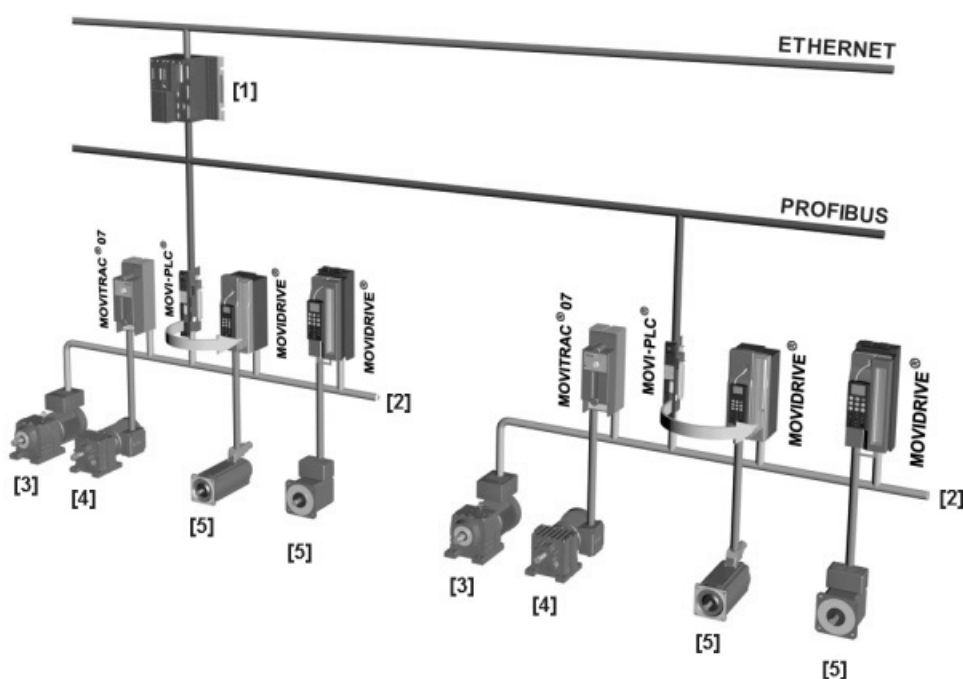 ETHERNET
[1]
PROFIBUS
MOVITRAC® 07
MOVI-PLC®
MOVIDRIVE®
MOVIDRIVE®
[2]
[3]
[4]
[5]
[5]
MOVITRAC® 07
MOVI-PLC®
MOVIDRIVE®
MOVIDRIVE®
[2]
[3]
[4]
[5]
[5]